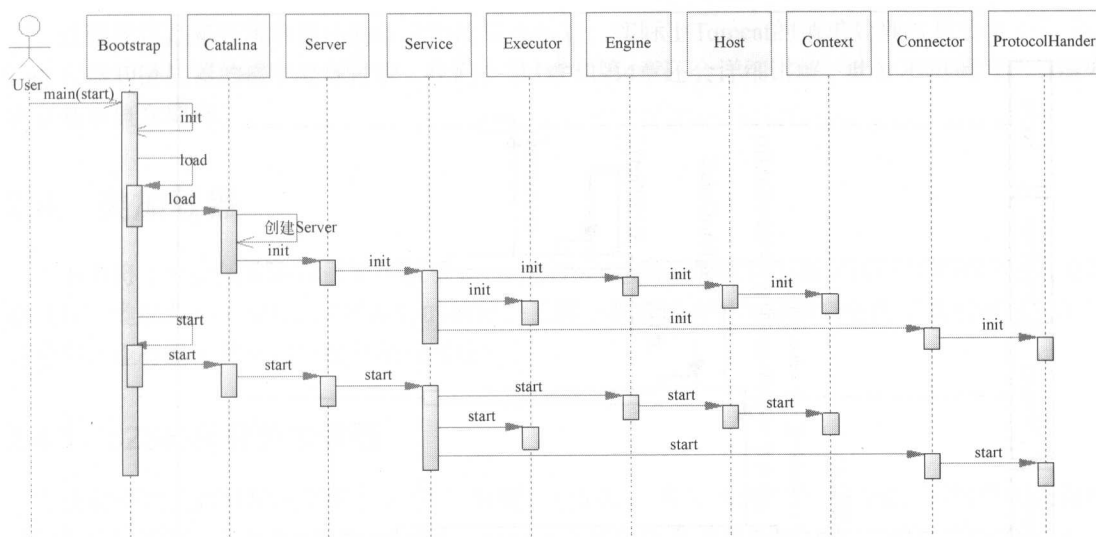 Bootstrap Catalina Server Service Executor Engine Host Context Connector ProtocolHander
User
main(start)
init
load
load
创建Server
init
init
init
init
init
init
init
init
start
start
start
start
start
start
start
start
start
start